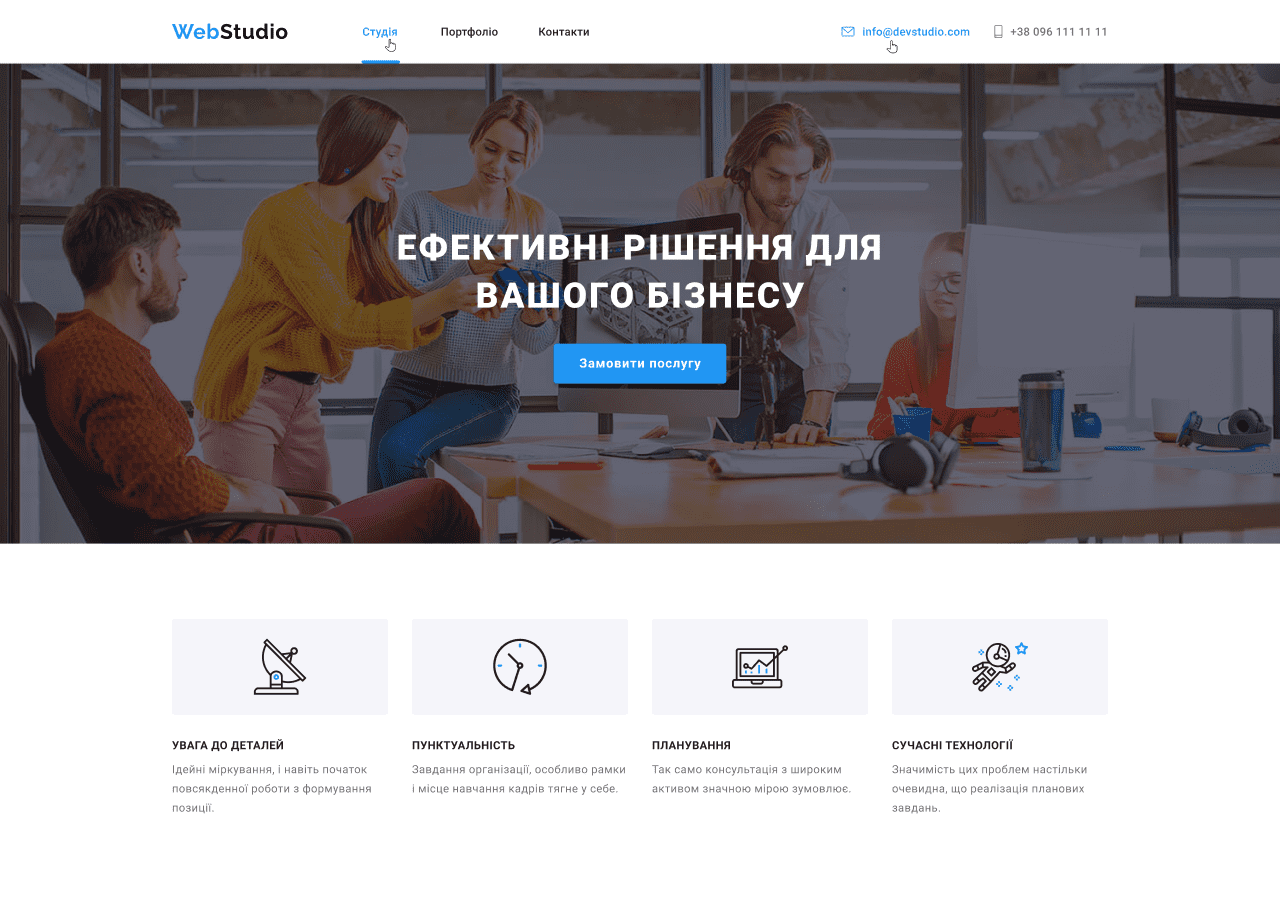 WebStudio Студія Портфоліо Контакти info@devstudio.com +38 096 111 11 11
ЕФЕКТИВНІ РІШЕННЯ ДЛЯ
ВАШОГО БІЗНЕСУ
Замовити послугу
УВАГА ДО ДЕТАЛЕЙ
Ідейні міркування, і навіть початок
повсякденної роботи з формування
позиції.
ПУНКТУАЛЬНІСТЬ
Завдання організації, особливо рамки
і місце навчання кадрів тягне у себе.
ПЛАНУВАННЯ
Так само консультація з широким
активом значною мірою зумовлює.
СУЧАСНІ ТЕХНОЛОГІЇ
Значимість цих проблем настільки
очевидна, що реалізація планових
завдань.